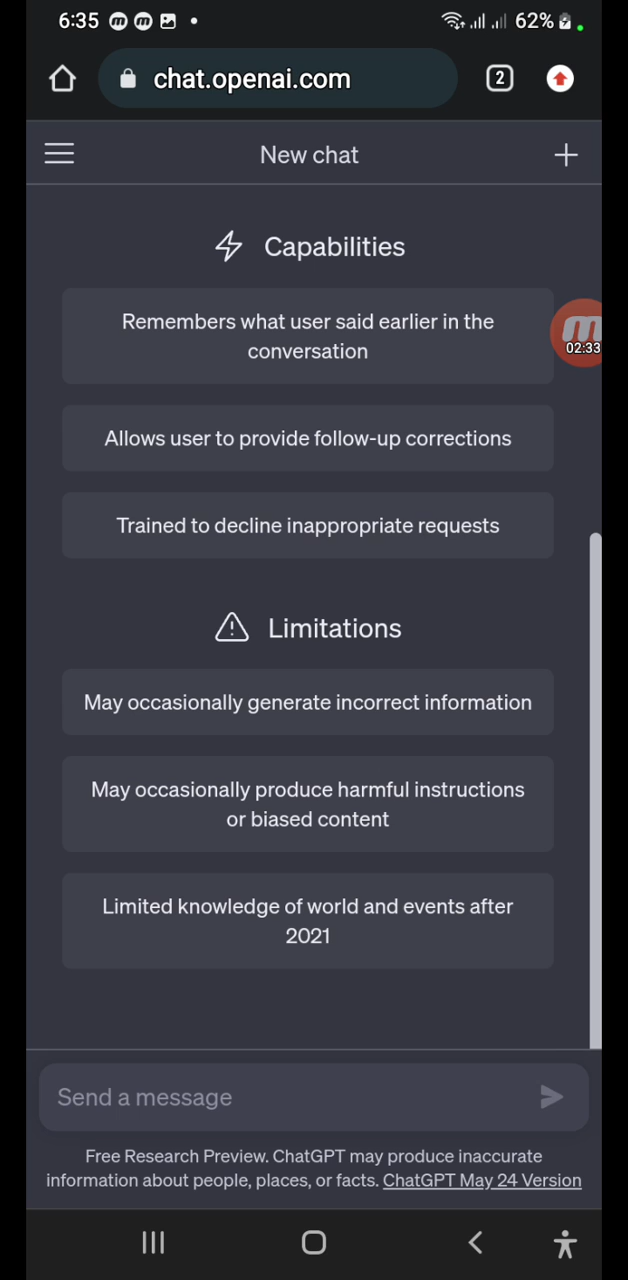 6:35
62%
chat.openai.com
2
New chat
Capabilities
Remembers what user said earlier in the
conversation
02:33
Allows user to provide follow-up corrections
Trained to decline inappropriate requests
Limitations
May occasionally generate incorrect information
May occasionally produce harmful instructions
or biased content
Limited knowledge of world and events after
2021
Send a message
Free Research Preview. ChatGPT may produce inaccurate
information about people, places, or facts. ChatGPT May 24 Version